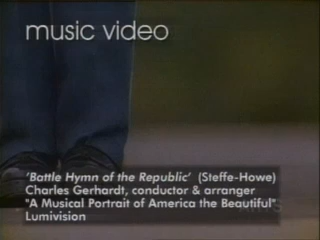 music video
'Battle Hymn of the Republic' (Steffe-Howe)
Charles Gerhardt, conductor & arranger
"A Musical Portrait of America the Beautiful"
Lumivision